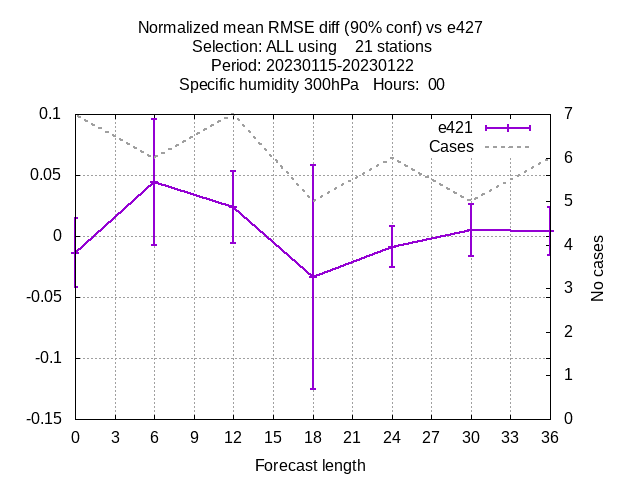 Normalized mean RMSE diff (90% conf) vs e427
Selection: ALL using    21 stations
Period: 20230115-20230122
Specific humidity 300hPa   Hours:  00
0.1
0.05
0
-0.05
-0.1
-0.15
e421
Cases
7
6
5
4
3
2
1
0
No cases
0 3 6 9 12 15 18 21 24 27 30 33 36
Forecast length